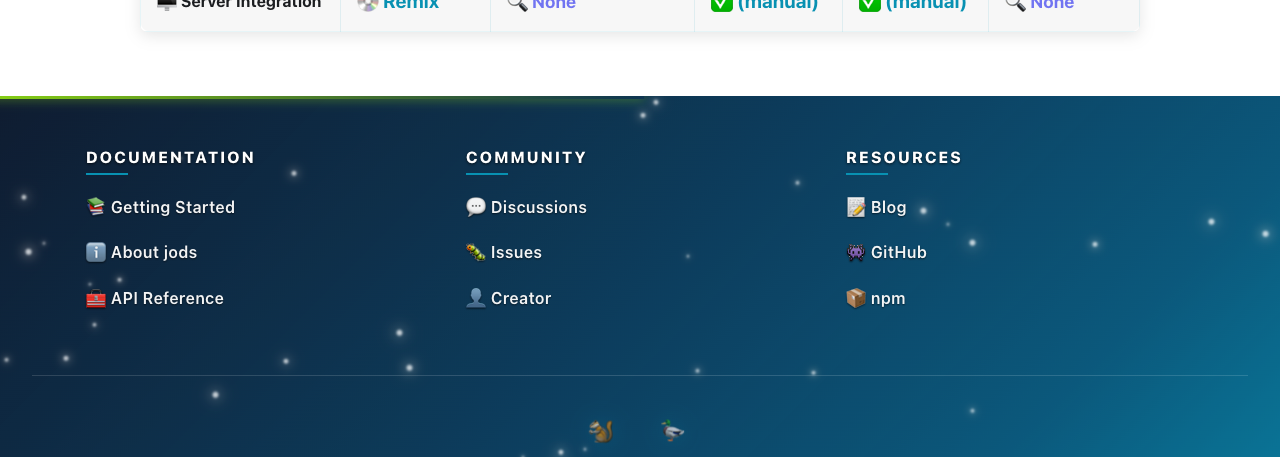 Server Integration Remix None (manual) (manual) None
DOCUMENTATION COMMUNITY RESOURCES
Getting Started Discussions Blog
About jods Issues GitHub
API Reference Creator npm